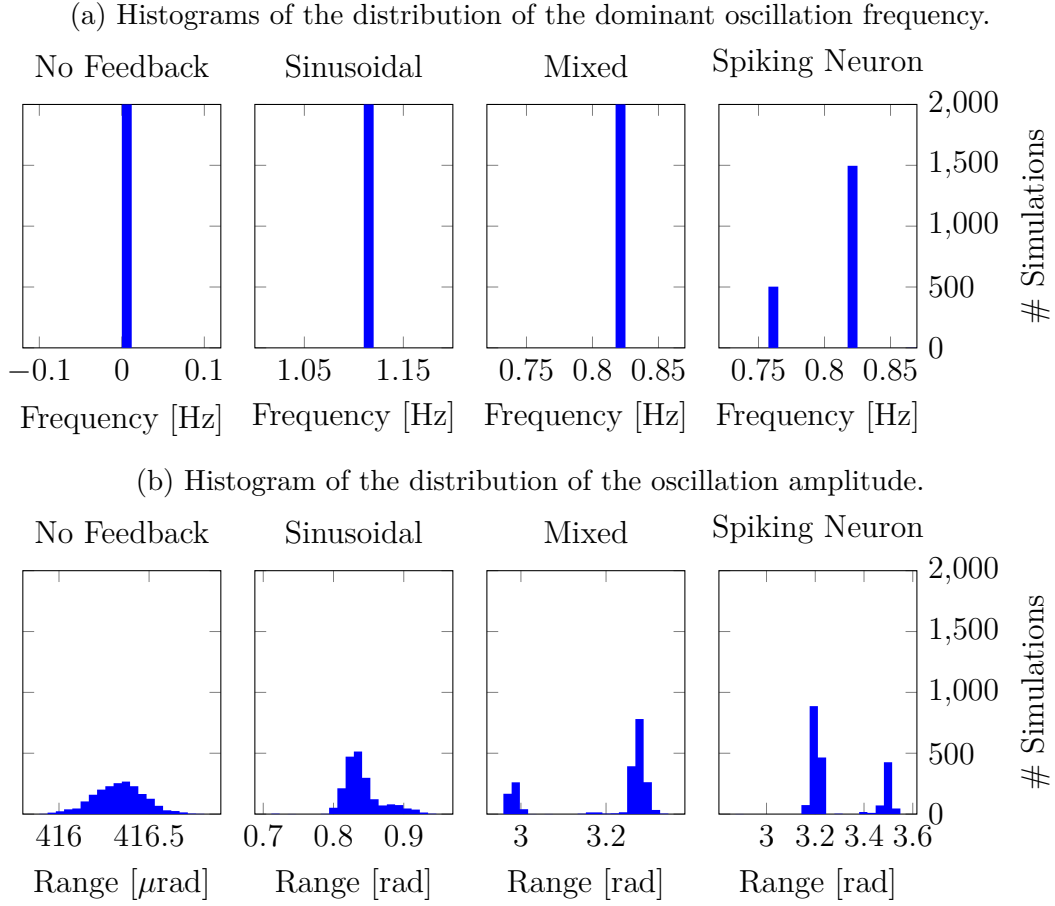 (a) Histograms of the distribution of the dominant oscillation frequency.
No Feedback Sinusoidal Mixed Spiking Neuron
2,000
1,500
1,000
500
0
# Simulations
−0.1 0 0.1 1.05 1.15 0.75 0.8 0.85 0.75 0.8 0.85
Frequency [Hz] Frequency [Hz] Frequency [Hz] Frequency [Hz]
(b) Histogram of the distribution of the oscillation amplitude.
No Feedback Sinusoidal Mixed Spiking Neuron
2,000
1,500
1,000
500
0
# Simulations
416 416.5 0.7 0.8 0.9 3 3.2 3 3.2 3.4 3.6
Range [μrad] Range [rad] Range [rad] Range [rad]